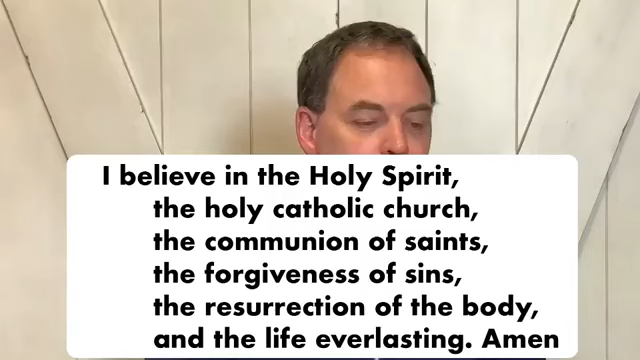 I believe in the Holy Spirit,
the holy catholic church,
the communion of saints,
the forgiveness of sins,
the resurrection of the body,
and the life everlasting. Amen